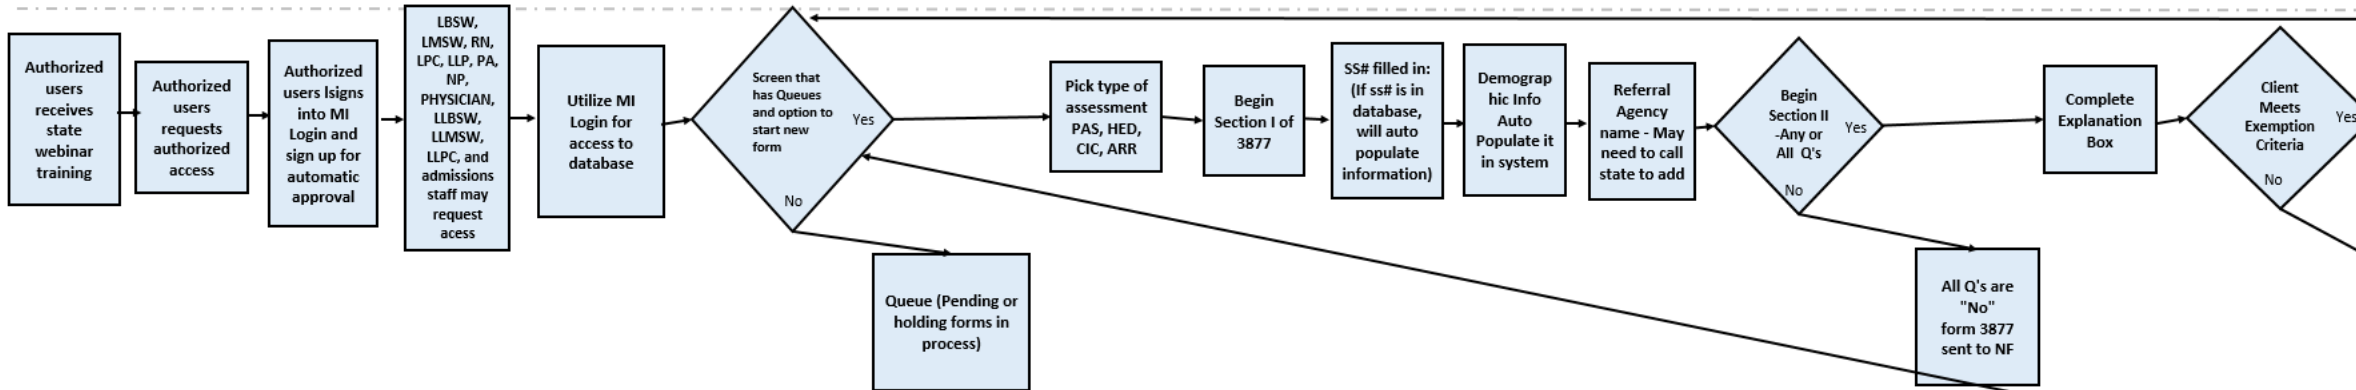 Authorized
users
receives
state
webinar
training
Authorized
users
requests
authorized
access
Authorized
users lsigns
into MI
Login and
sign up for
automatic
approval
LBSW,
LMSW, RN,
LPC, LLP, PA,
NP,
PHYSICIAN,
LLBSW,
LLMSW,
LLPC, and
admissions
staff may
request
acess
Utilize MI
Login for
access to
database
Screen that
has Queues
and option to
start new
form
Yes
No
Queue (Pending or
holding forms in
process)
Pick type of
assessment
PAS, HED,
CIC, ARR
Begin
Section I of
3877
SS# filled in:
(If ss# is in
database,
will auto
populate
information)
Demograp
hic Info
Auto
Populate it
in system
Referral
Agency
name - May
need to call
state to add
Begin
Section II
-Any or
All Q's
Yes
No
All Q's are
"No"
form 3877
sent to NF
Complete
Explanation
Box
Client
Meets
Exemption
Criteria
Yes
No